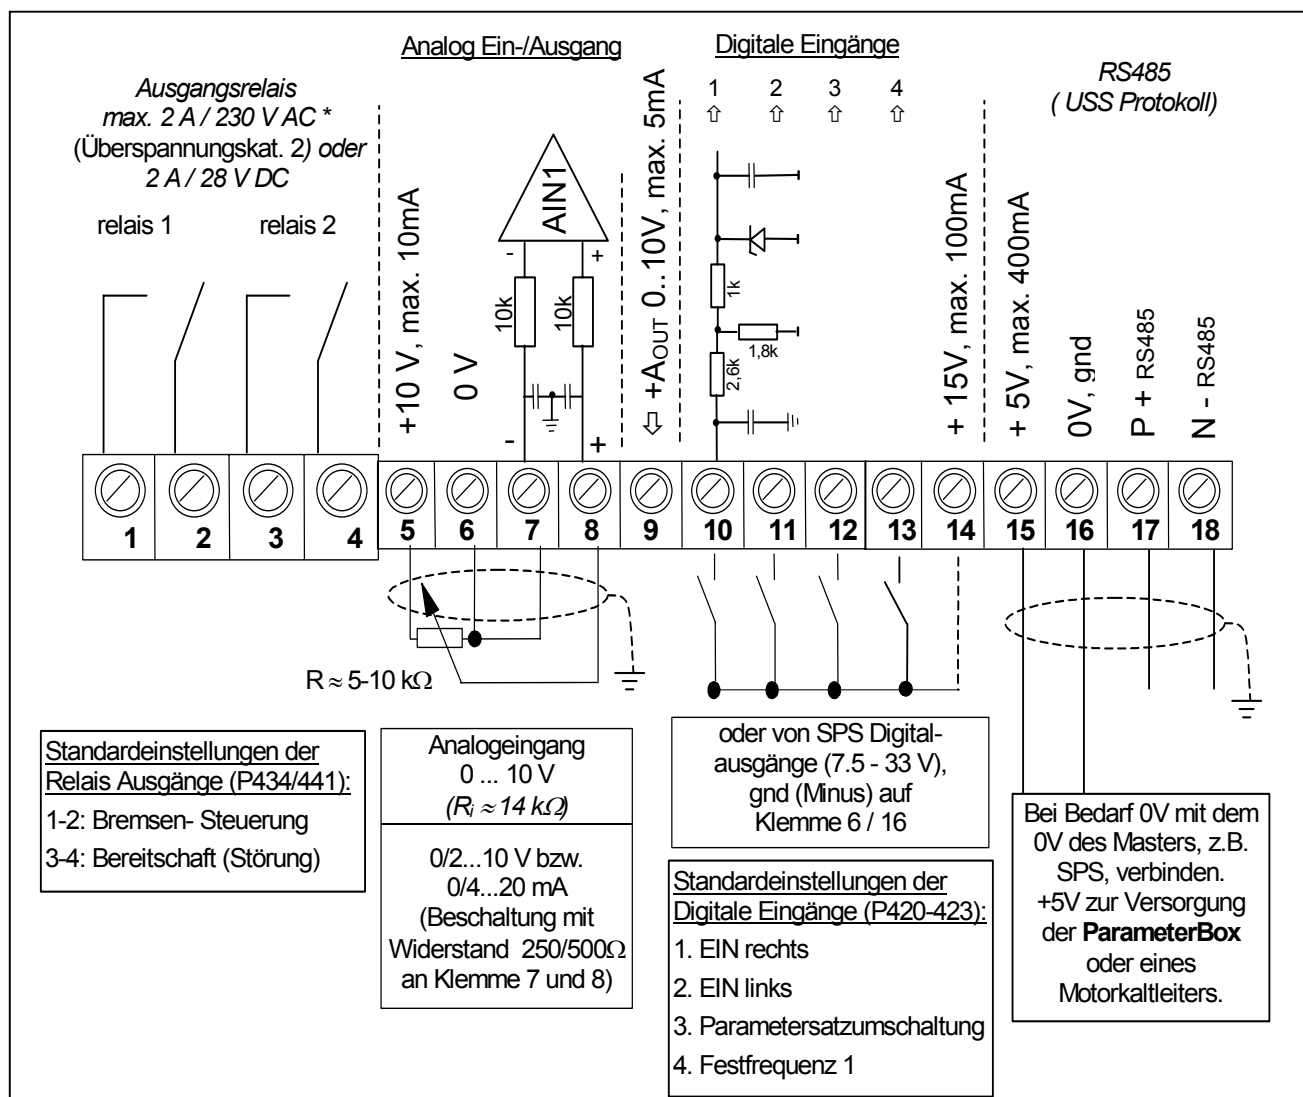 Analog Ein-/Ausgang
Digitale Eingänge
Ausgangsrelais
max. 2 A / 230 V AC *
(Überspannungskat. 2) oder
2 A / 28 V DC
relais 1
relais 2
+10 V, max. 10mA
0 V
AIN1
-
+
10k
10k
-
+
⇩ +AOUT 0..10V, max. 5mA
1
2
3
4
⇧ ⇧ ⇧ ⇧
1k
1,8k
2,6k
+ 15V, max. 100mA
RS485
( USS Protokoll)
+ 5V, max. 400mA
0V, gnd
P + RS485
N - RS485
1 2 3 4 5 6 7 8 9 10 11 12 13 14 15 16 17 18
R ≈ 5-10 kΩ
Standardeinstellungen der
Relais Ausgänge (P434/441):
1-2: Bremsen- Steuerung
3-4: Bereitschaft (Störung)
Analogeingang
0 ... 10 V
(Ri ≈ 14 kΩ)
0/2...10 V bzw.
0/4...20 mA
(Beschaltung mit
Widerstand 250/500Ω
an Klemme 7 und 8)
oder von SPS Digital-
ausgänge (7.5 - 33 V),
gnd (Minus) auf
Klemme 6 / 16
Standardeinstellungen der
Digitale Eingänge (P420-423):
1. EIN rechts
2. EIN links
3. Parametersatzumschaltung
4. Festfrequenz 1
Bei Bedarf 0V mit dem
0V des Masters, z.B.
SPS, verbinden.
+5V zur Versorgung
der ParameterBox
oder eines
Motorkaltleiters.